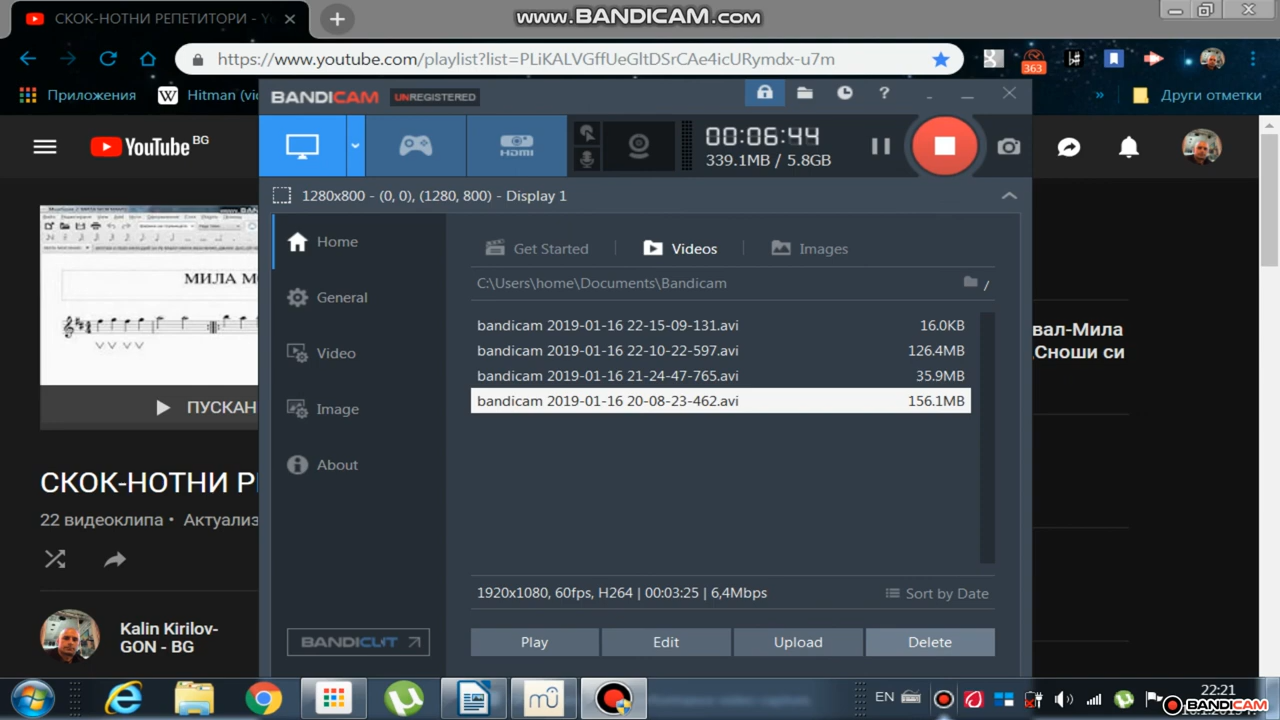 СКОК-НОТНИ РЕПЕТИТОРИ - Yo
www.BANDICAM.com
https://www.youtube.com/playlist?list=PLiKALVGffUeGltDSrCAe4icURymdx-u7m
363
Приложения
W Hitman (vi
»
Други отметки
BANDICAM UNREGISTERED
?
YouTube BG
HDMI
00:06:44
339.1MB / 5.8GB
1280x800 - (0, 0), (1280, 800) - Display 1
МИЛА М
ПУСКАН
СКОК-НОТНИ РЕ
22 видеоклипа • Актуализ
Kalin Kirilov-
GON - BG
Home
General
Video
Image
About
BANDICUT
Get Started
Videos
Images
C:\Users\home\Documents\Bandicam
/
bandicam 2019-01-16 22-15-09-131.avi 16.0KB
bandicam 2019-01-16 22-10-22-597.avi 126.4MB
bandicam 2019-01-16 21-24-47-765.avi 35.9MB
bandicam 2019-01-16 20-08-23-462.avi 156.1MB
1920x1080, 60fps, H264 | 00:03:25 | 6,4Mbps
Sort by Date
Play
Edit
Upload
Delete
вал-Мила
,Сноши си
EN
22:21
BANDICAM